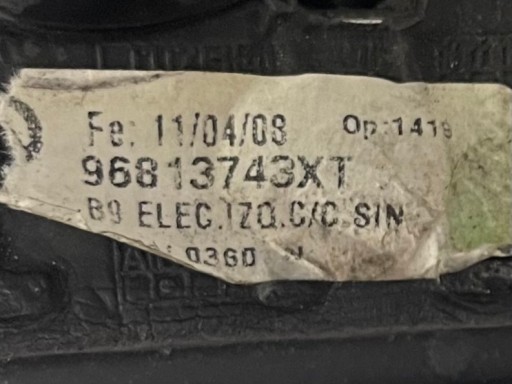 Fe: 11/04/08 Op:1419
96813743XT
B9 ELEC.IZQ.C/C.SIN
0360